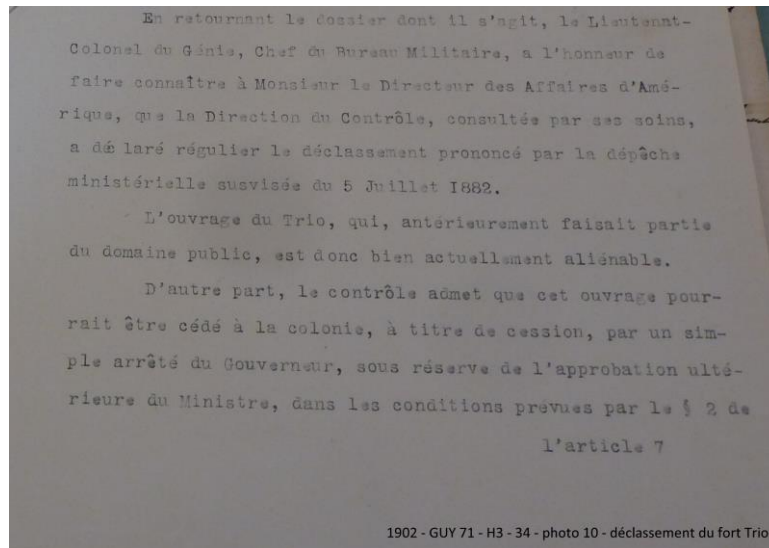 En retournant le dossier dont il s'agit, le Lieutenat-
Colonel du Génie, Chef du Bureau Militaire, a l'honneur de
faire connaître à Monsieur le Directeur des Affaires d'Amé-
rique, que la Direction du Contrôle, consultée par ses soins,
a dé laré régulier le déclassement prononcé par la dépêche
ministérielle susvisée du 5 Juillet I882.
L'ouvrage du Trio, qui, antérieurement faisait partie
du domaine public, est donc bien actuellement aliénable.
D'autre part, le contrôle admet que cet ouvrage pour-
rait être cédé à la colonie, à titre de cession, par un sim-
ple arrêté du Gouverneur, sous réserve de l'approbation ulté-
rieure du Ministre, dans les conditions prévues par le § 2 de
l'article 7
1902 - GUY 71 - H3 - 34 - photo 10 - déclassement du fort Trio